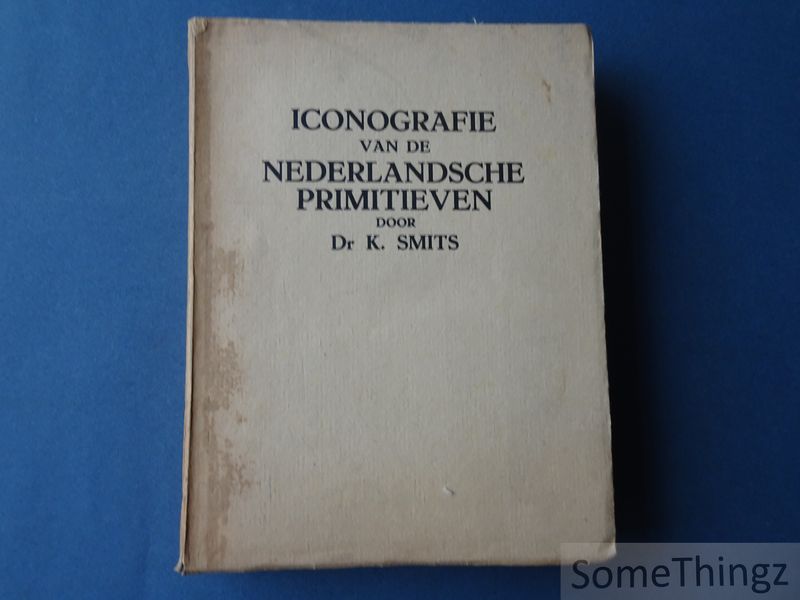 ICONOGRAFIE
VAN DE
NEDERLANDSCHE
PRIMITIEVEN
DOOR
Dr K. SMITS
SomeThingz